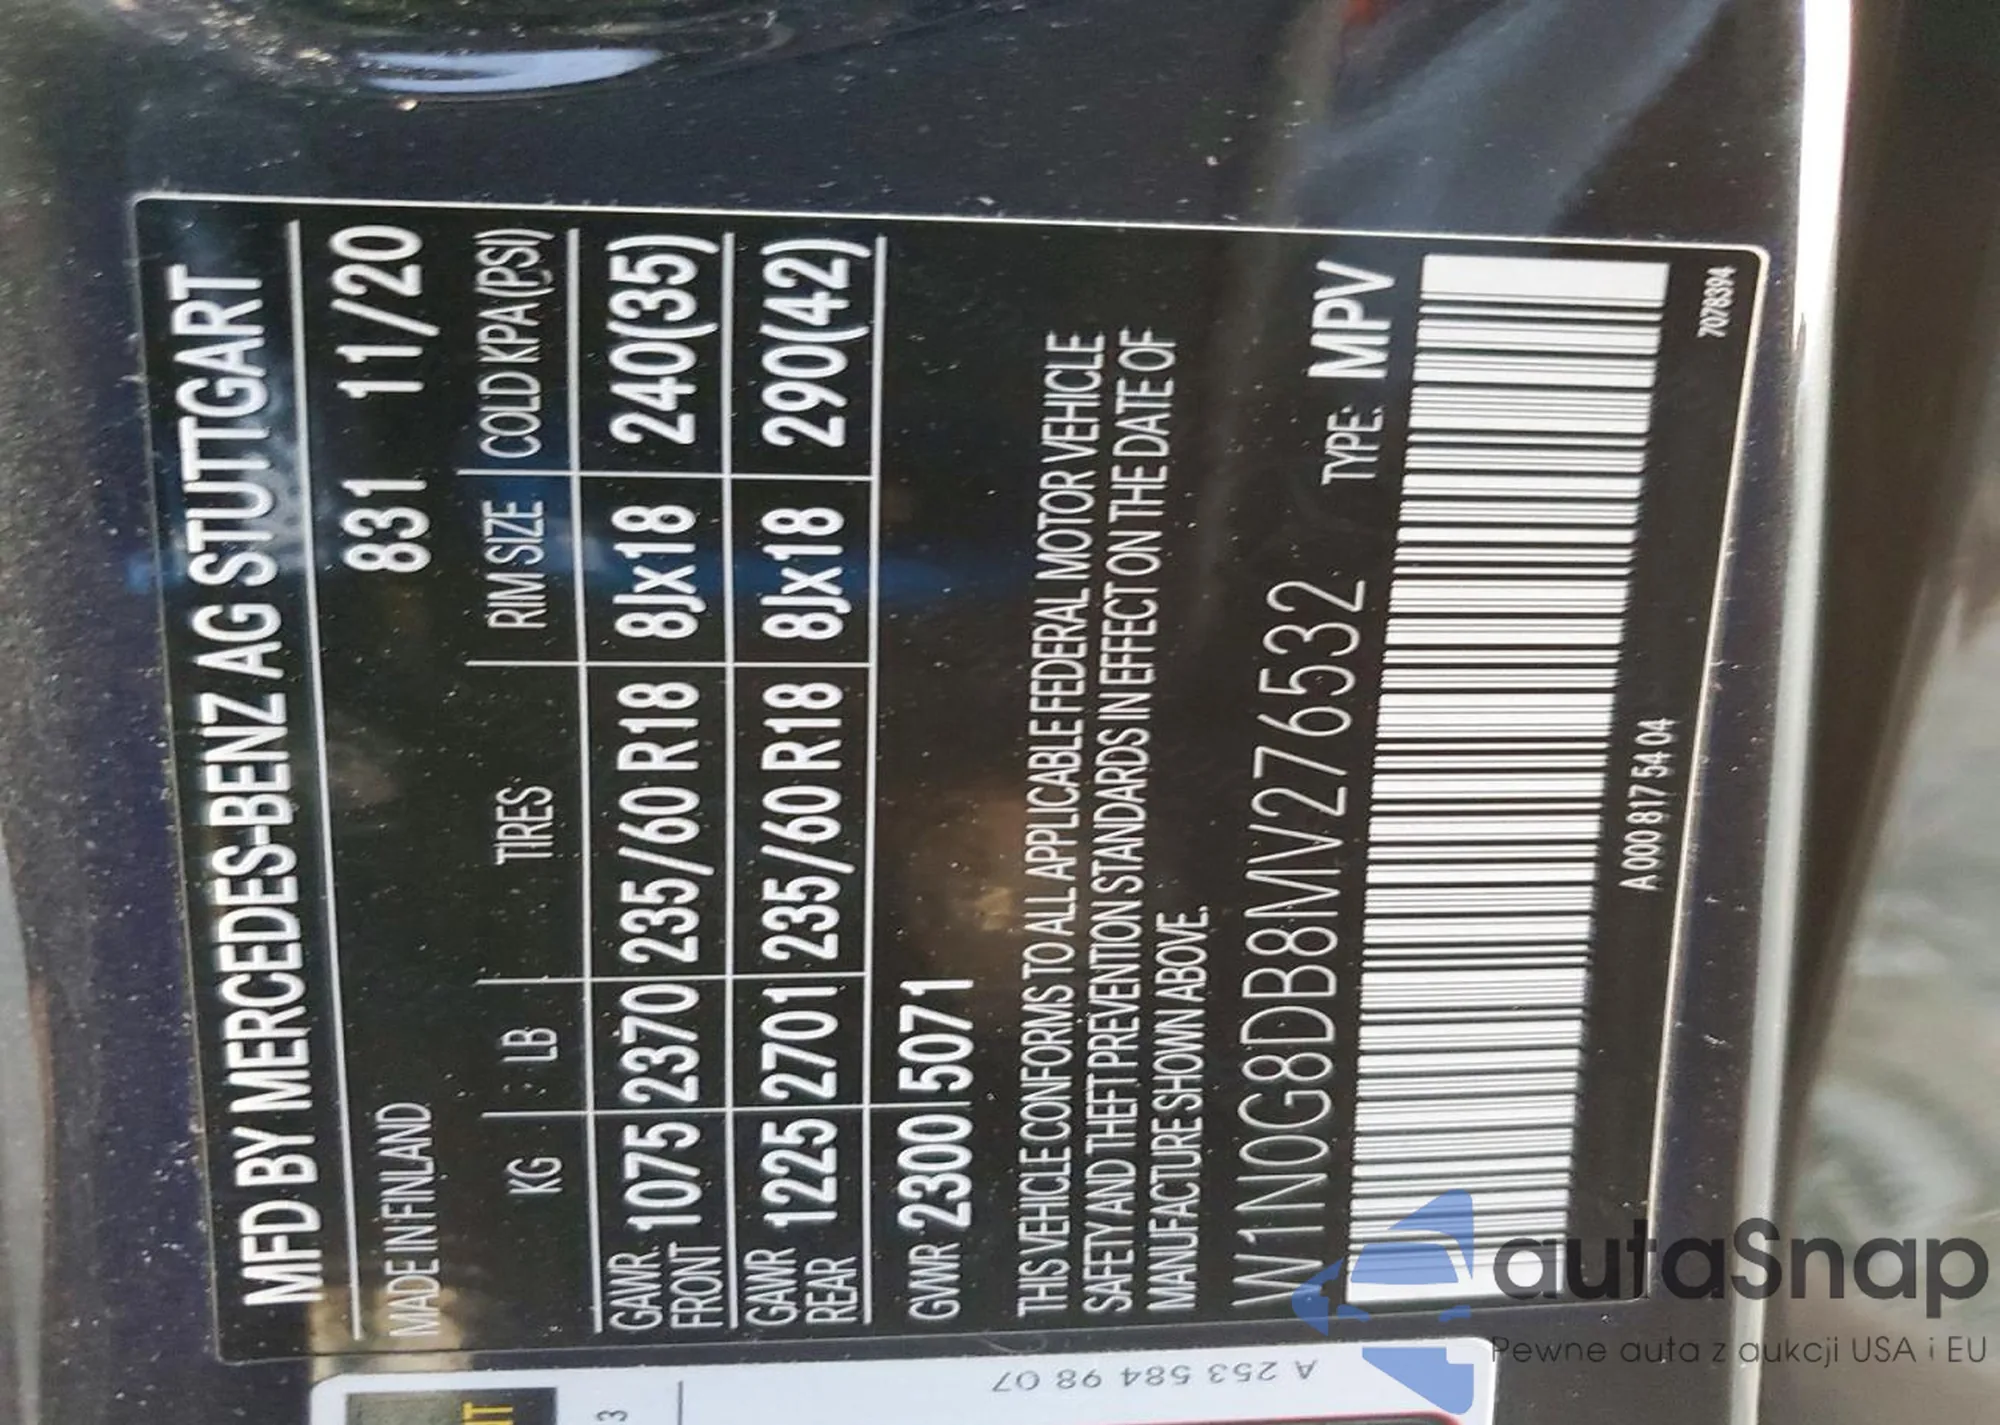 MFD BY MERCEDES-BENZ AG STUTTGART
MADE IN FINLAND 831 11/20
KG : LB TIRES RIM SIZE COLD KPA (PSI)
GAWR FRONT 1075 2370 235/60 R18 8Jx18 240(35)
GAWR REAR 1225 2701 235/60 R18 8Jx18 290(42)
GVWR 2300 5071
THIS VEHICLE CONFORMS TO ALL APPLICABLE FEDERAL MOTOR VEHICLE
SAFETY AND THEFT PREVENTION STANDARDS IN EFFECT ON THE DATE OF
MANUFACTURE SHOWN ABOVE.
W1N0G8DB8MV276532 TYPE: MPV
A 000 817 54 04
7078394
A 253 584 98 07
3
autaSnap
Pewne auta z aukcji USA i EU